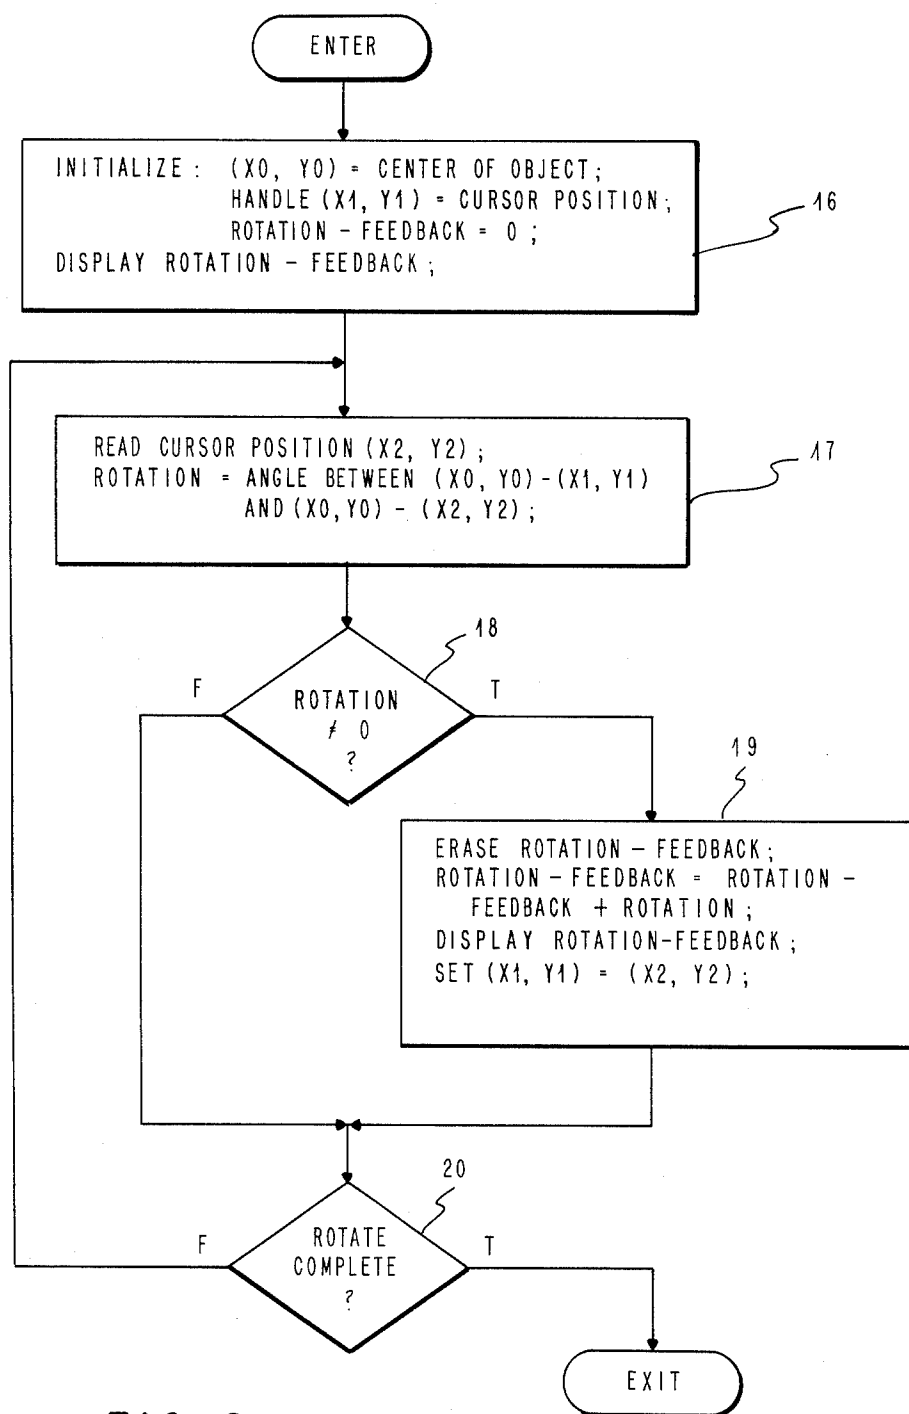 ENTER
INITIALIZE : (X0, Y0) = CENTER OF OBJECT;
HANDLE (X1, Y1) = CURSOR POSITION;
ROTATION - FEEDBACK = 0 ;
DISPLAY ROTATION - FEEDBACK ;
16
READ CURSOR POSITION (X2, Y2) ;
ROTATION = ANGLE BETWEEN (X0, Y0) - (X1, Y1)
AND (X0, Y0) - (X2, Y2) ;
17
18
F
T
ROTATION
≠ 0
?
19
ERASE ROTATION - FEEDBACK ;
ROTATION - FEEDBACK = ROTATION -
FEEDBACK + ROTATION ;
DISPLAY ROTATION-FEEDBACK ;
SET (X1, Y1) = (X2, Y2) ;
20
F
T
ROTATE
COMPLETE
?
EXIT